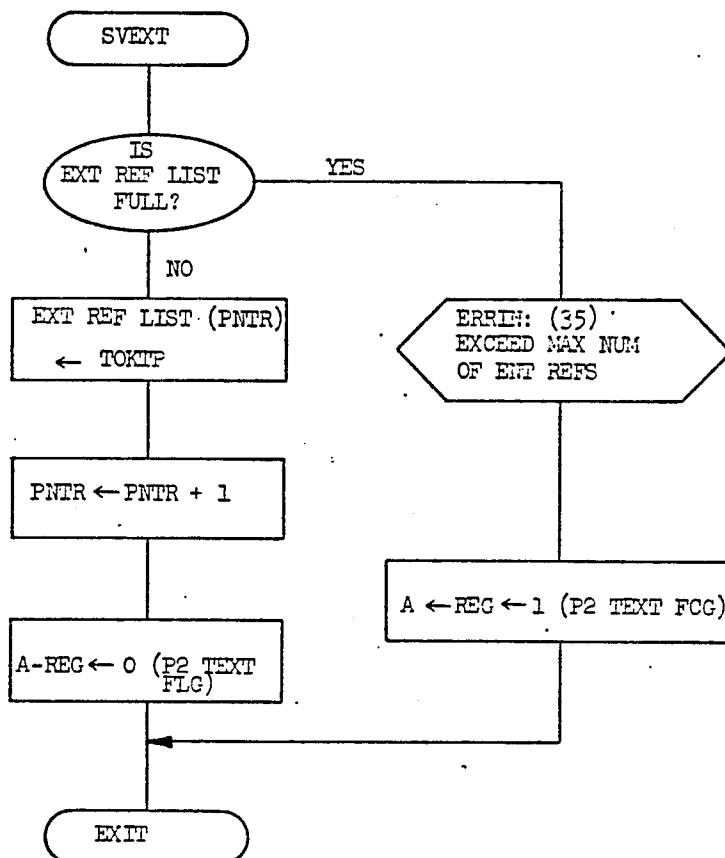 SVEXT
IS
EXT REF LIST
FULL?
YES
NO
EXT REF LIST (PNTR)
← TOKTP
ERRIH: (35)
EXCEED MAX NUM
OF ENT REFS
PNTR ← PNTR + 1
A ← REG ← 1 (P2 TEXT FCG)
A-REG ← 0 (P2 TEXT
FLG)
EXIT